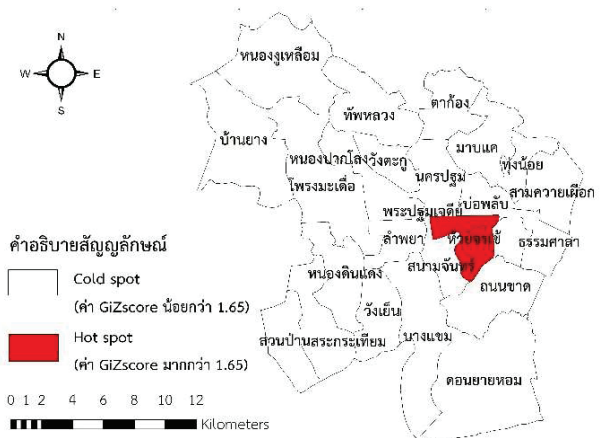 N
W E
S
หนองงูเหลือม
ทัพหลวง
ตาก้อง
บ้านยาง
หนองปากโลง
วังตะกู
มาบแค
ทุ่งน้อย
โพรงมะเดื่อ
นครปฐม
สามควายเผือก
พระปฐมเจดีย์
บ่อพลับ
ลำพยา
ห้วยจรเข้
ธรรมศาลา
สนามจันทร์
หนองดินแดง
ถนนขาด
วังเย็น
สวนป่าน
สระกระเทียม
บางแขม
ดอนยายหอม
คำอธิบายสัญญลักษณ์
Cold spot
(ค่า GiZscore น้อยกว่า 1.65)
Hot spot
(ค่า GiZscore มากกว่า 1.65)
0 2 4 6 8 10 12
Kilometers